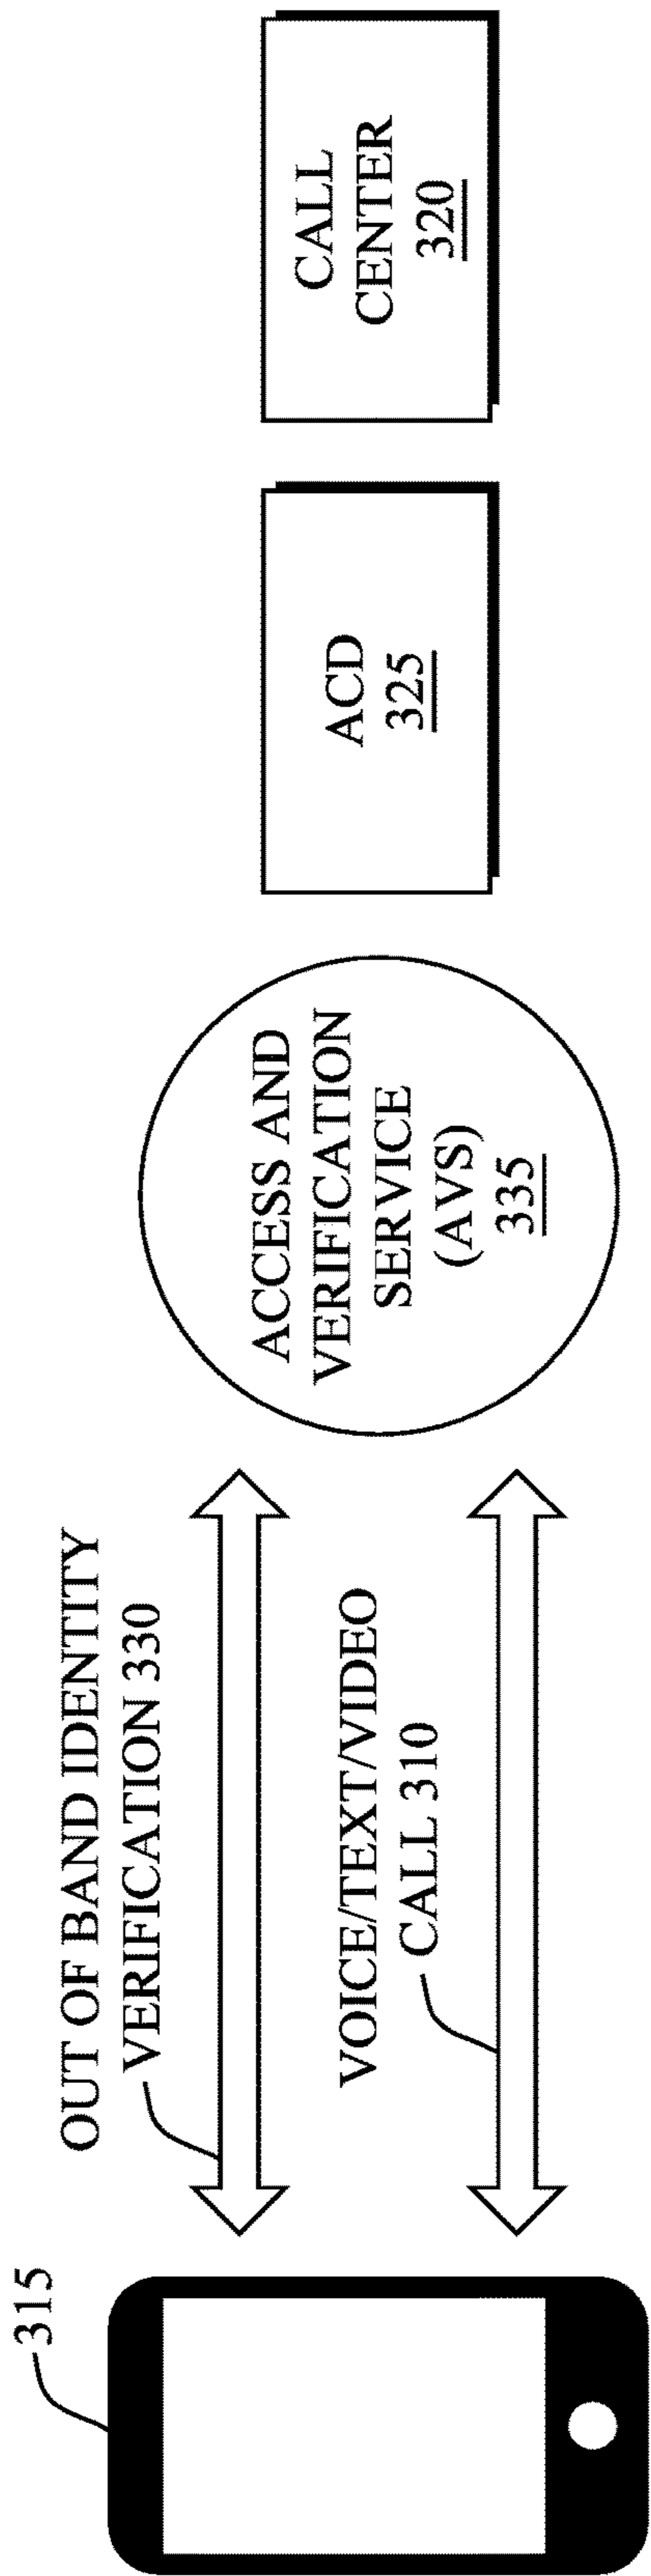 315
OUT OF BAND IDENTITY
VERIFICATION 330
VOICE/TEXT/VIDEO
CALL 310
ACCESS AND
VERIFICATION
SERVICE
(AVS)
335
ACD
325
CALL
CENTER
320